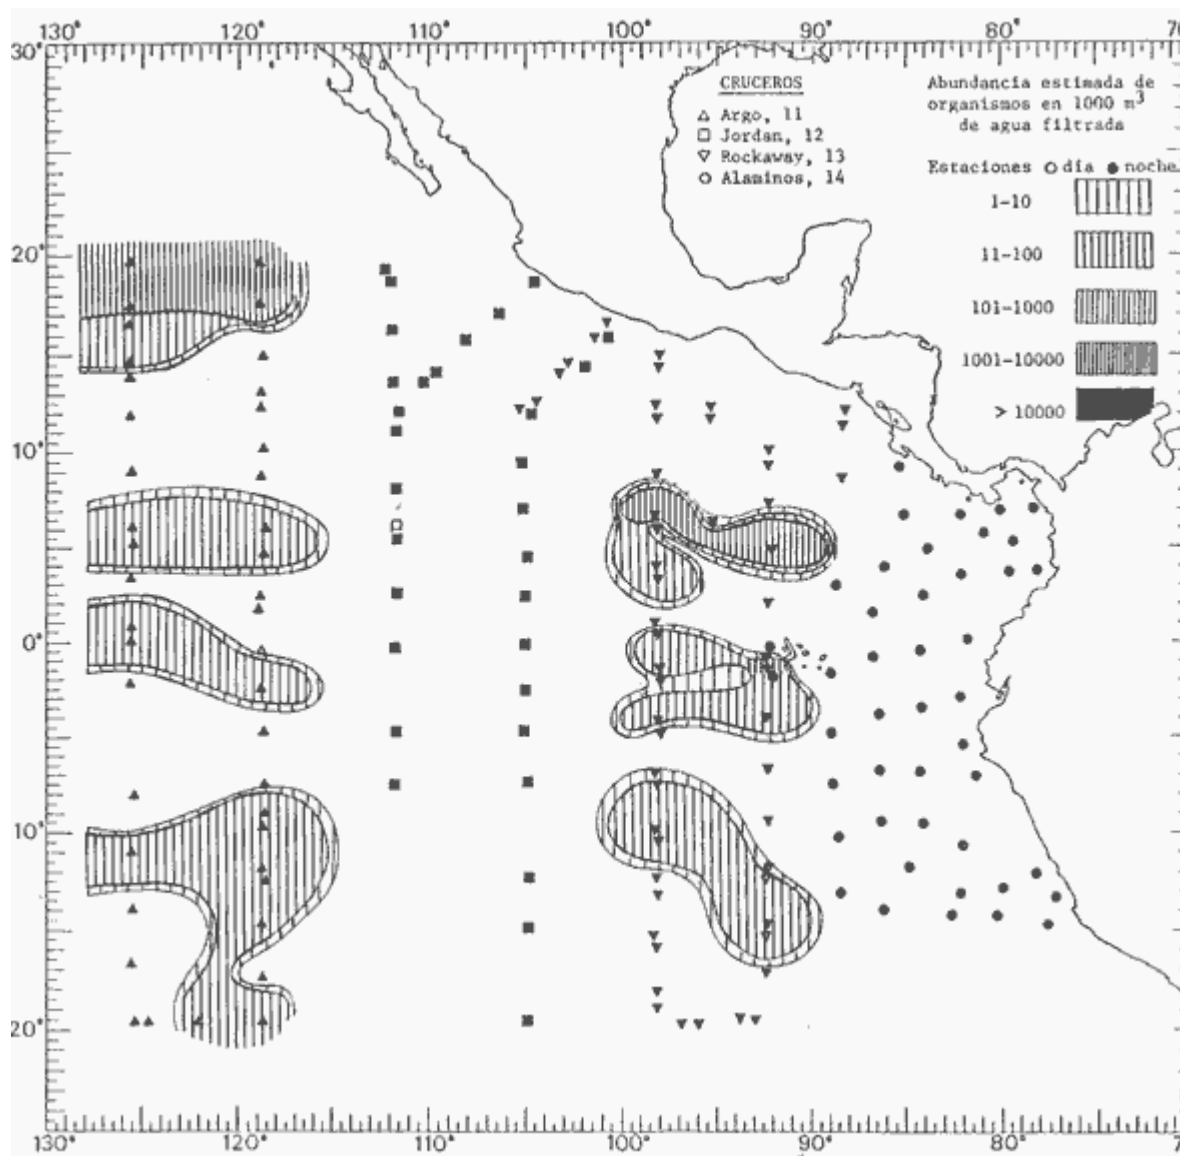 130° 120° 110° 100° 90° 80° 70
30°
20°
10°
0°
10°
20°
CRUCEROS
△ Argo, 11
□ Jordan, 12
▽ Rockaway, 13
○ Alaminos, 14
Abundancia estimada de
organismos en 1000 m³
de agua filtrada
Estaciones ○ día ● noche
1-10
11-100
101-1000
1001-10000
> 10000
130° 120° 110° 100° 90° 80° 7